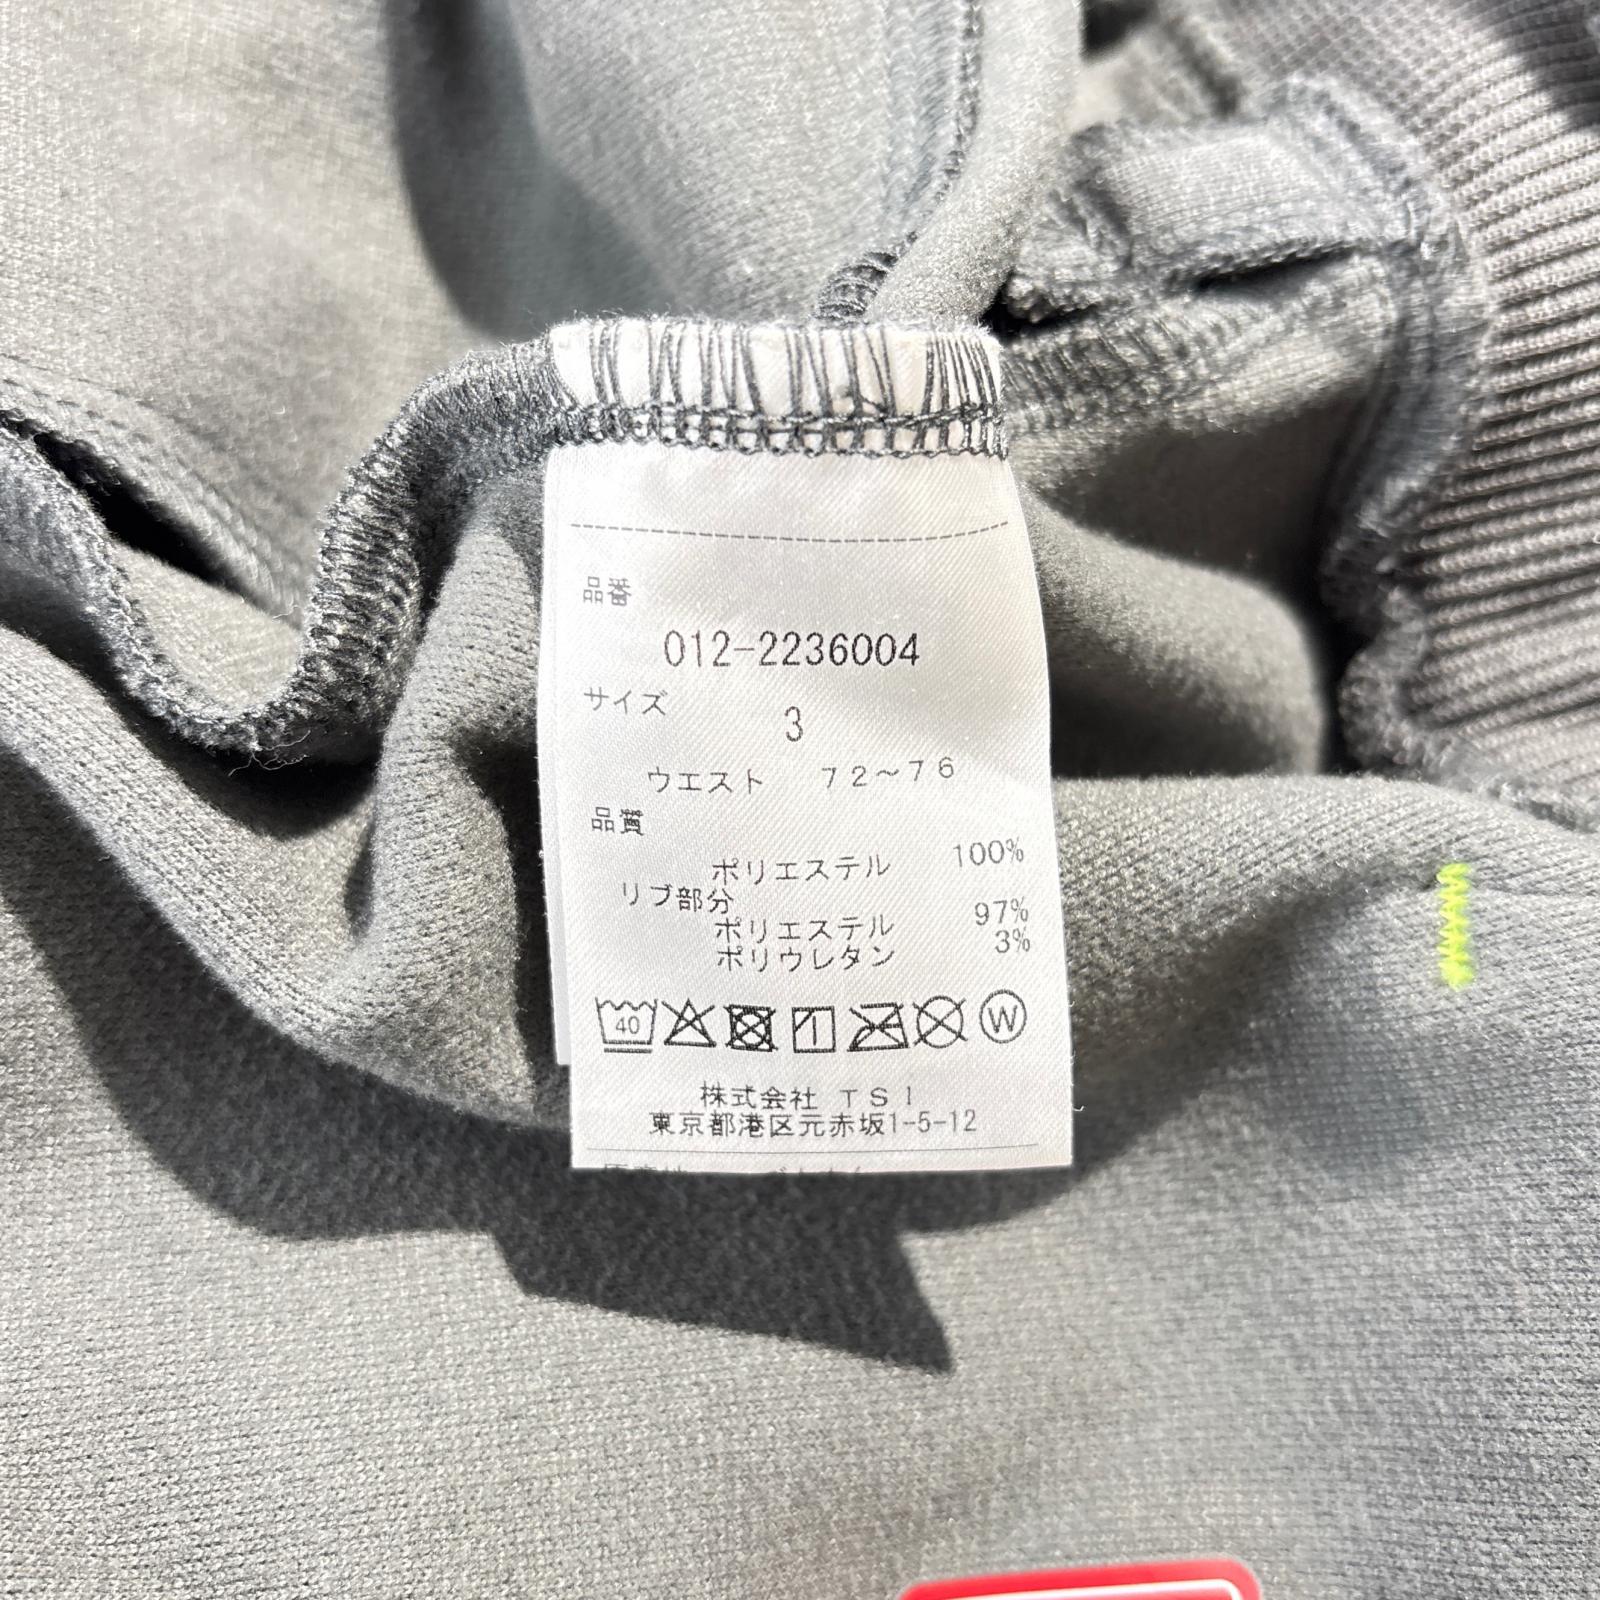 品番
012-2236004
サイズ
3
ウエスト 72～76
品質
ポリエステル 100%
リブ部分
ポリエステル 97%
ポリウレタン 3%
40
W
株式会社 TSI
東京都港区元赤坂1-5-12